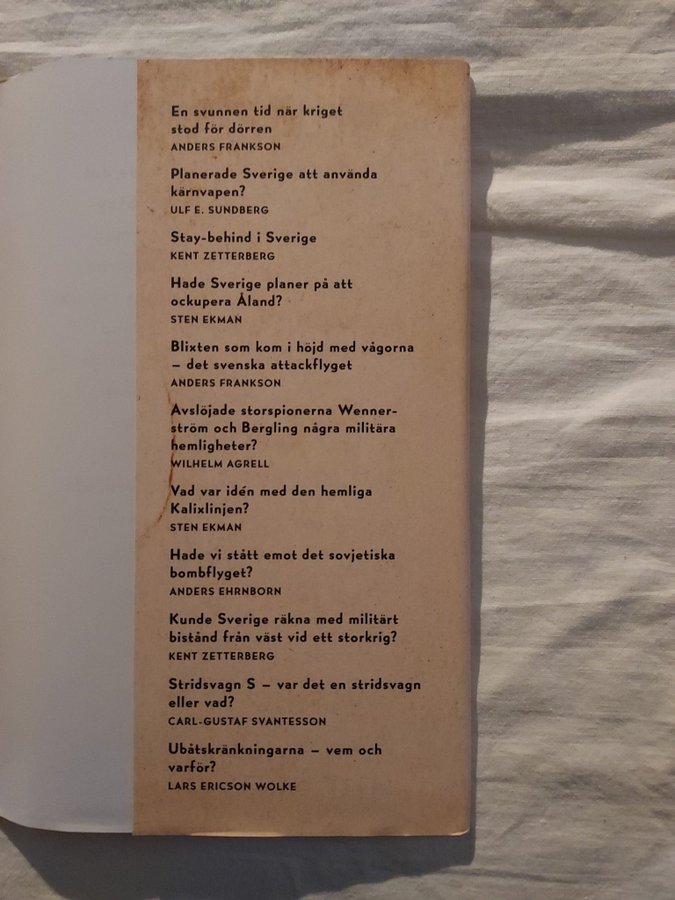 En svunnen tid när kriget
stod för dörren
ANDERS FRANKSON
Planerade Sverige att använda
kärnvapen?
ULF E. SUNDBERG
Stay-behind i Sverige
KENT ZETTERBERG
Hade Sverige planer på att
ockupera Åland?
STEN EKMAN
Blixten som kom i höjd med vågorna
– det svenska attackflyget
ANDERS FRANKSON
Avslöjade storspionerna Wenner-
ström och Bergling några militära
hemligheter?
WILHELM AGRELL
Vad var idén med den hemliga
Kalixlinjen?
STEN EKMAN
Hade vi stått emot det sovjetiska
bombflyget?
ANDERS EHRNBORN
Kunde Sverige räkna med militärt
bistånd från väst vid ett storkrig?
KENT ZETTERBERG
Stridsvagn S – var det en stridsvagn
eller vad?
CARL-GUSTAF SVANTESSON
Ubåtskränkningarna – vem och
varför?
LARS ERICSON WOLKE